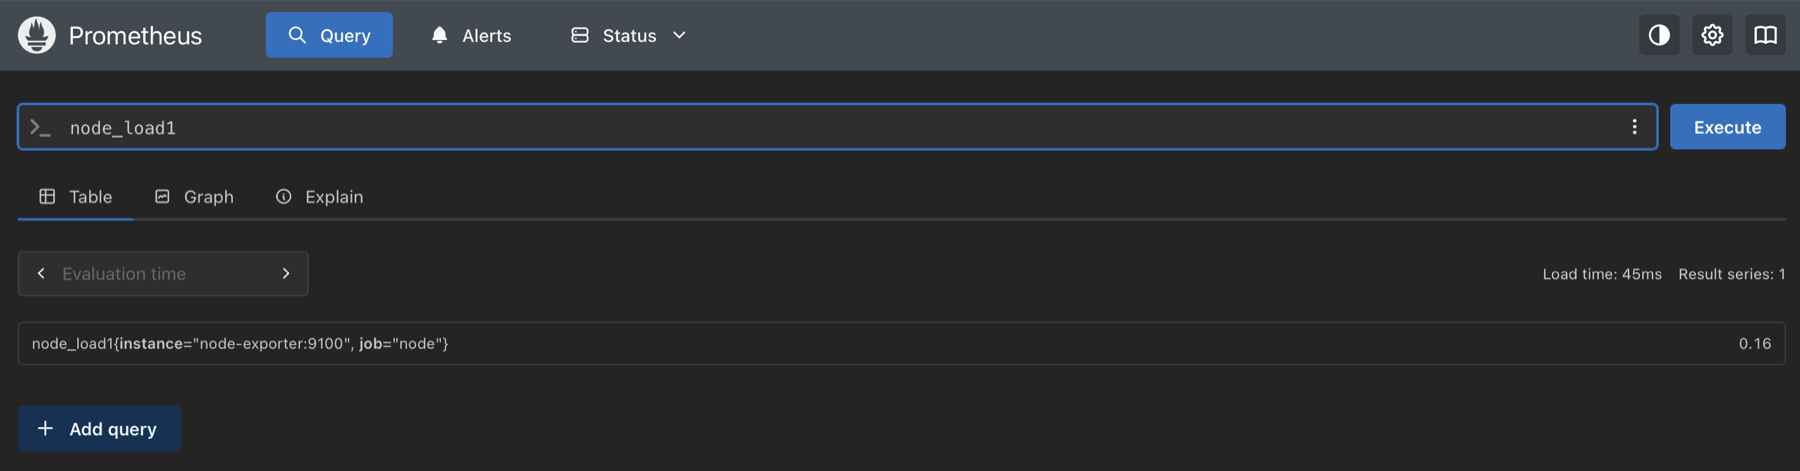 Prometheus Query Alerts Status
node_load1 Execute
Table Graph Explain
Evaluation time Load time: 45ms Result series: 1
node_load1{instance="node-exporter:9100", job="node"} 0.16
Add query